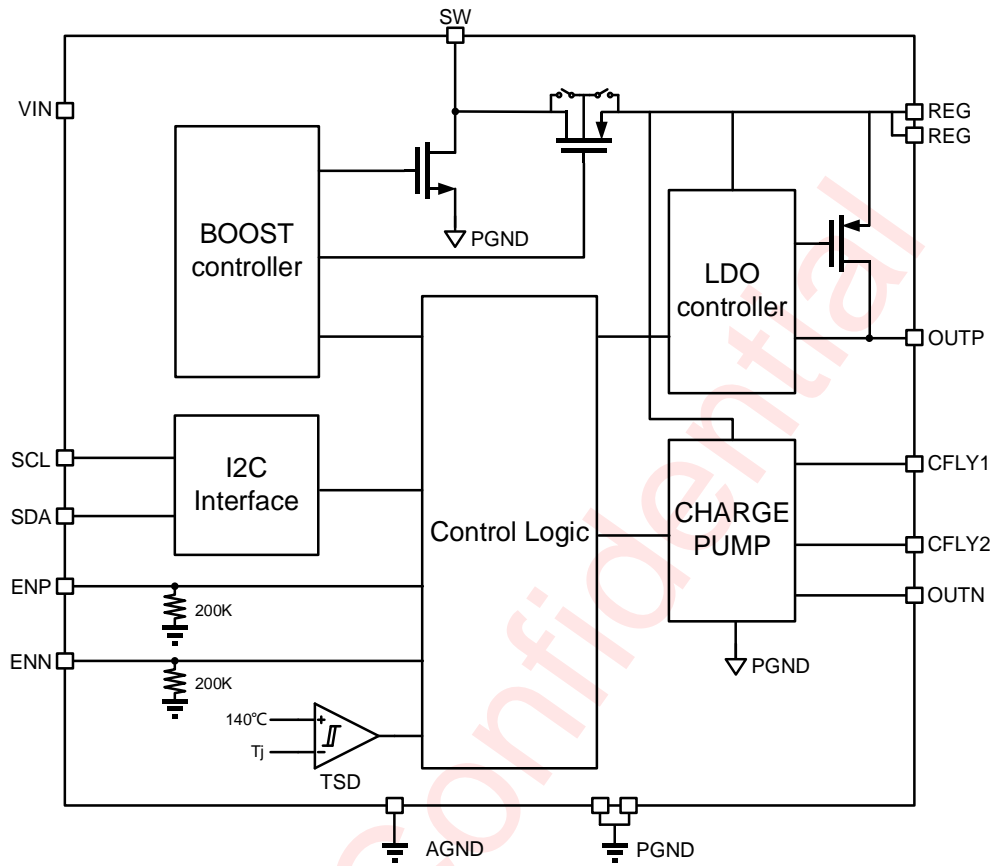 SW
VIN
REG
REG
BOOST
controller
PGND
LDO
controller
OUTP
SCL
SDA
I2C
Interface
Control Logic
CHARGE
PUMP
CFLY1
CFLY2
OUTN
ENP
200K
ENN
200K
PGND
140℃
+
Tj
−
TSD
AGND
PGND
Confidential